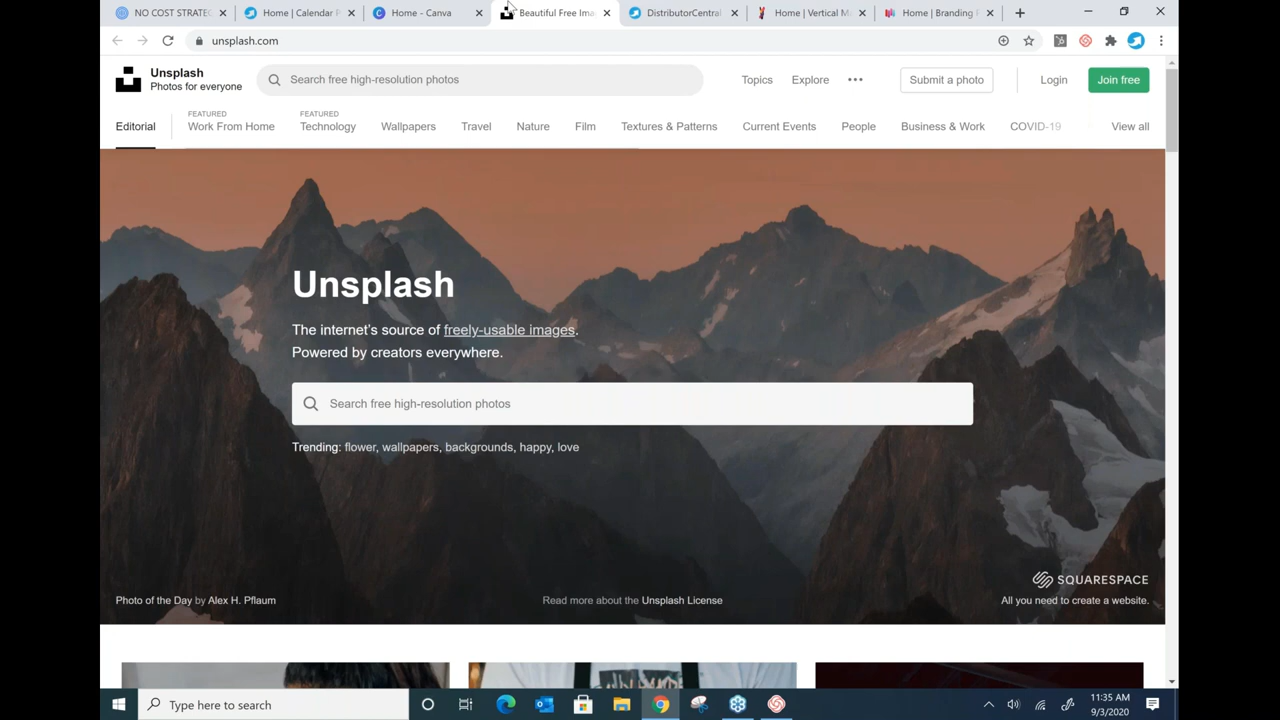 NO COST STRATEG
Home | Calendar P
Home - Canva
Beautiful Free Ima
DistributorCentral
Home | Vertical M
Home | Branding
unsplash.com
Unsplash
Photos for everyone
Search free high-resolution photos
Topics
Explore
Submit a photo
Login
Join free
Editorial
FEATURED
Work From Home
FEATURED
Technology
Wallpapers
Travel
Nature
Film
Textures & Patterns
Current Events
People
Business & Work
COVID-19
View all
Unsplash
The internet's source of freely-usable images.
Powered by creators everywhere.
Search free high-resolution photos
Trending: flower, wallpapers, backgrounds, happy, love
SQUARESPACE
Photo of the Day by Alex H. Pflaum
Read more about the Unsplash License
All you need to create a website.
Type here to search
11:35 AM
9/3/2020